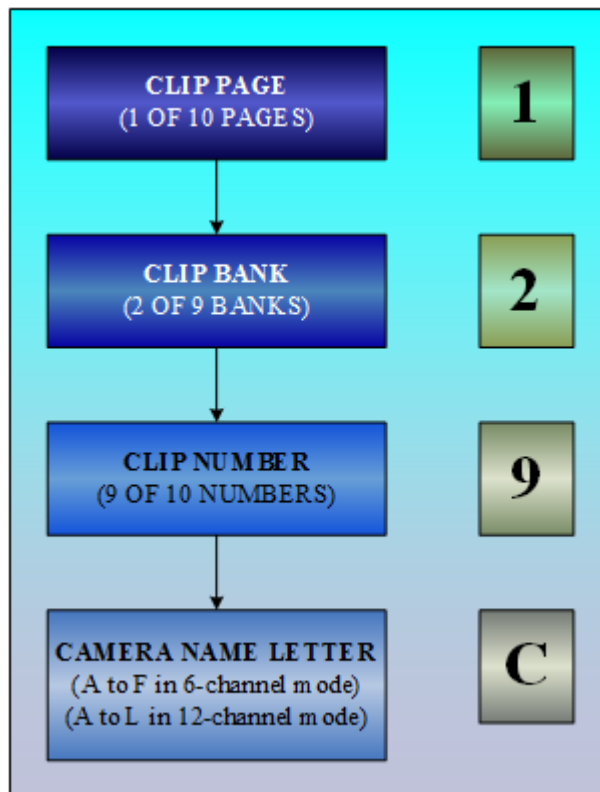 CLIP PAGE
(1 OF 10 PAGES)
1
CLIP BANK
(2 OF 9 BANKS)
2
CLIP NUMBER
(9 OF 10 NUMBERS)
9
CAMERA NAME LETTER
(A to F in 6-channel mode)
(A to L in 12-channel mode)
C